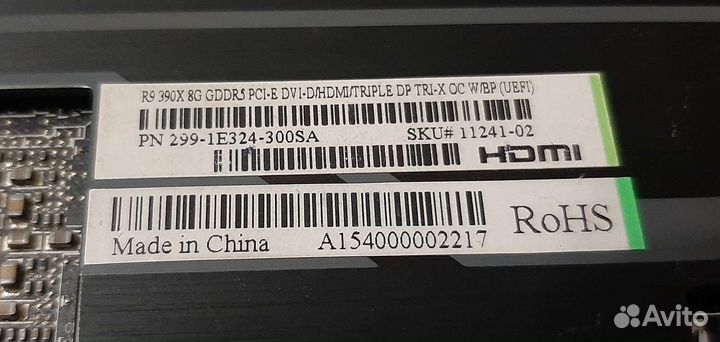 R9 390X 8G GDDR5 PCI-E DVI-D/HDMI/TRIPLE DP TRI-X OC W/BP (UEFI)
PN 299-1E324-300SA SKU# 11241-02
HDMI
Made in China A154000002217 RoHS
Avito